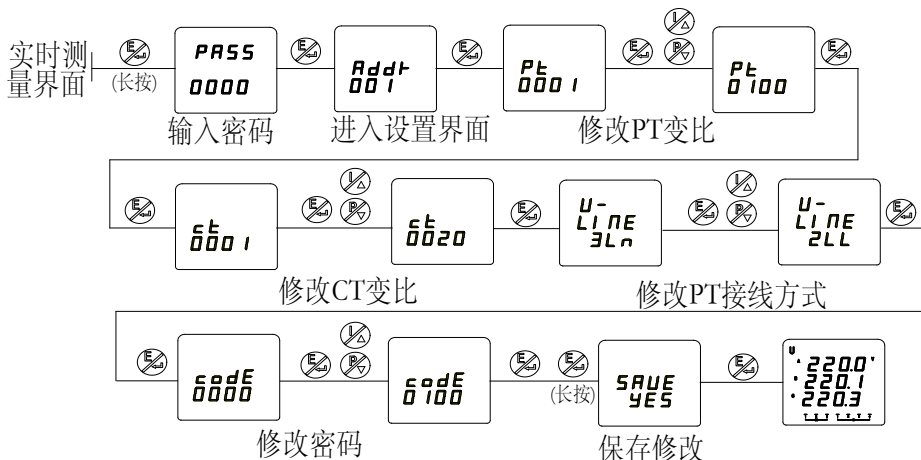 实时测
量界面
E
(长按)
PASS
0000
输入密码
E
Addr
001
进入设置界面
E
Pt
0001
E
I
P
修改PT变比
Pt
0100
E
E
ct
0001
E
I
P
修改CT变比
ct
0020
E
U-
LINE
3Ln
E
I
P
修改PT接线方式
U-
LINE
2LL
E
E
codE
0000
E
I
P
修改密码
codE
0100
E
E
(长按)
SAVE
YES
保存修改
E
U
220.0 V
220.1
220.3